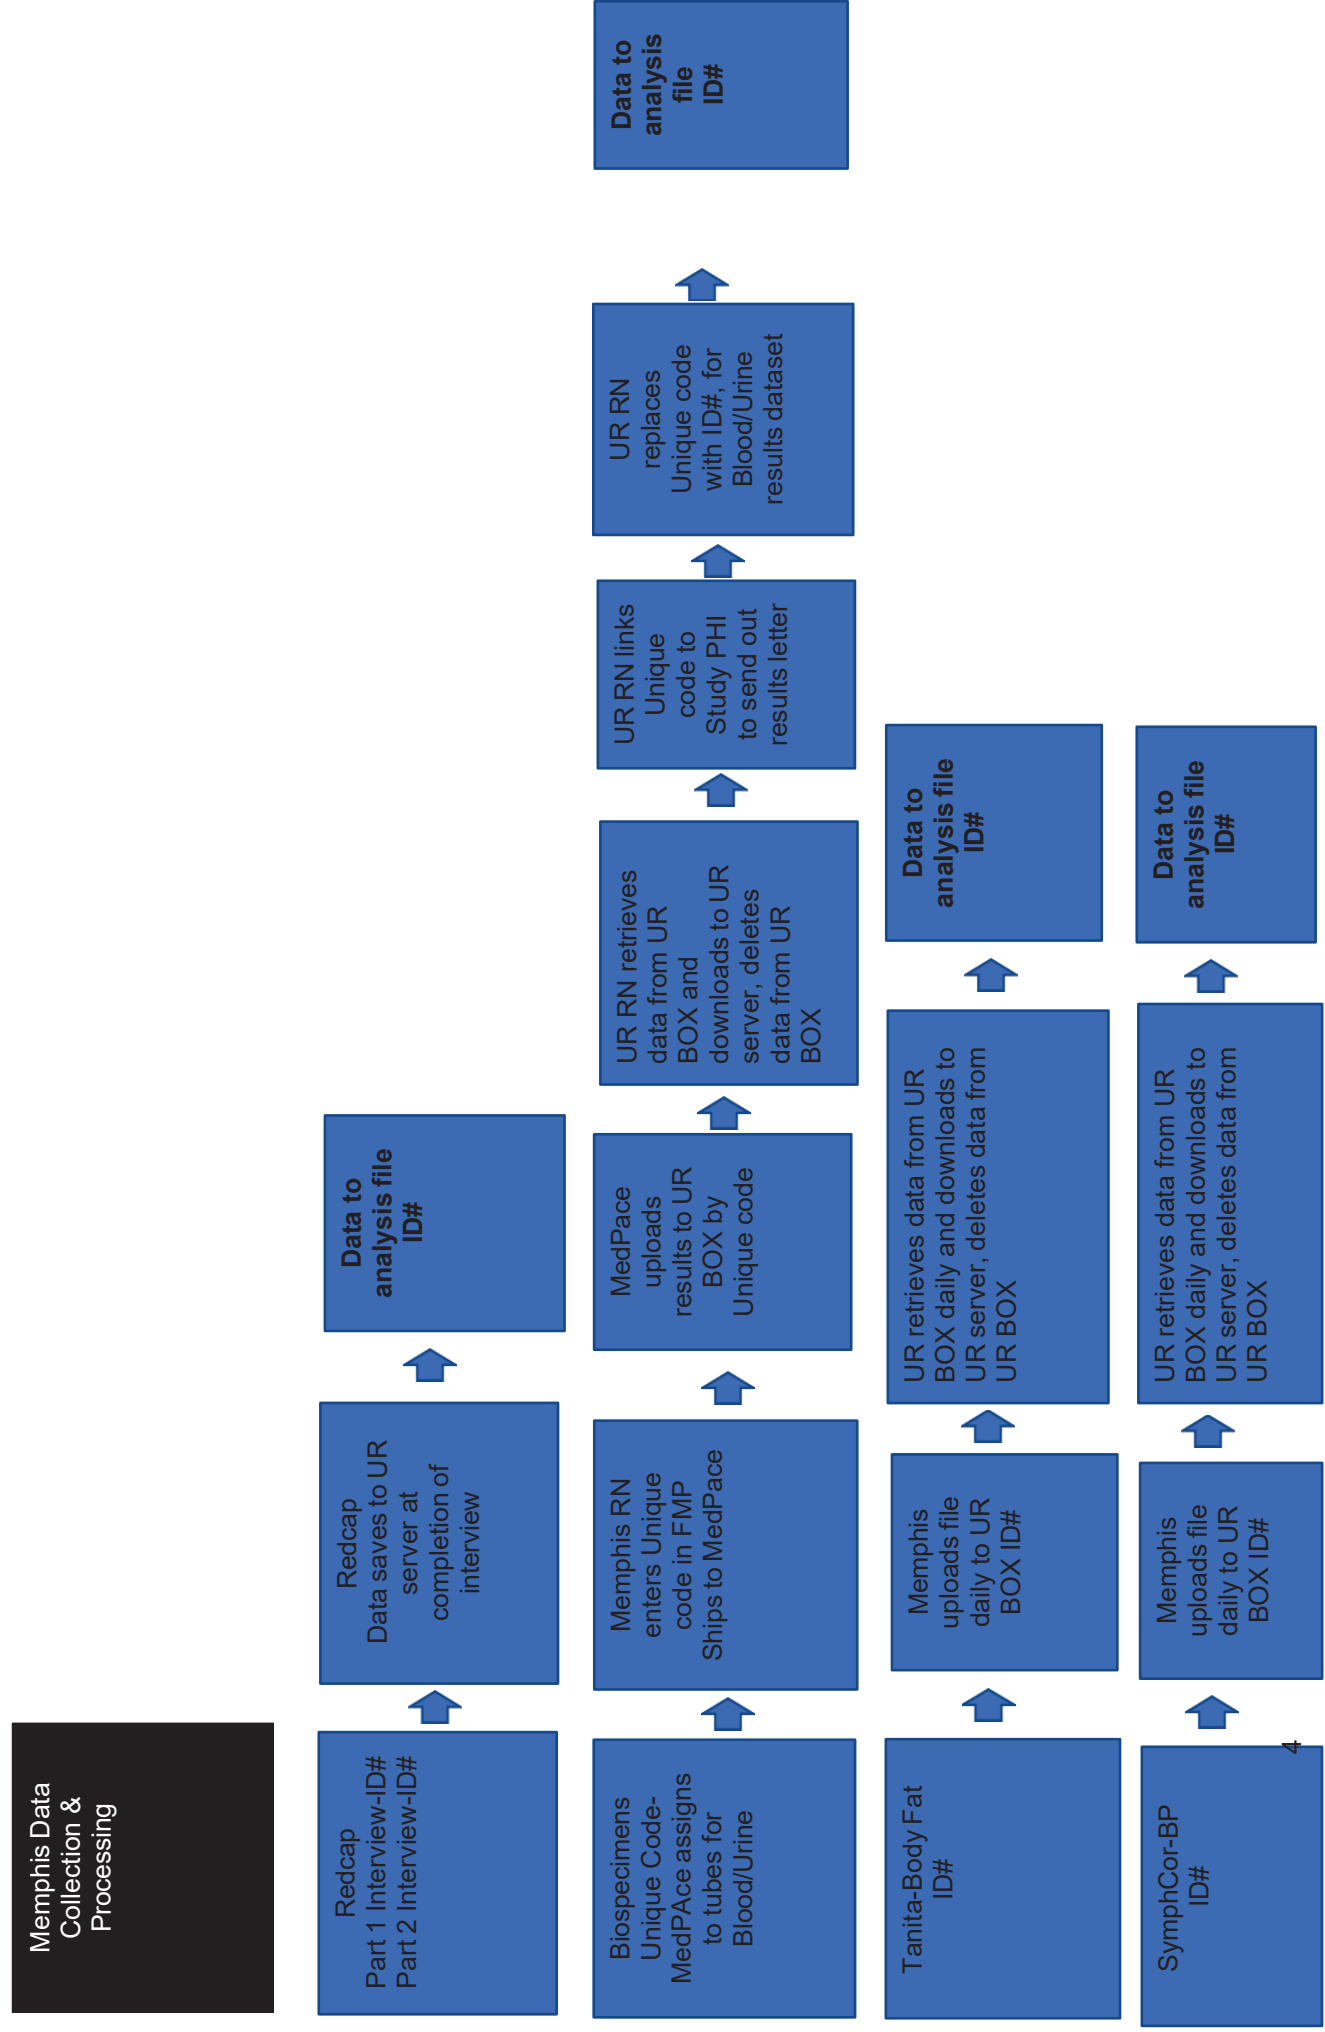 Memphis Data
Collection &
Processing
Redcap
Part 1 Interview-ID#
Part 2 Interview-ID#
Redcap
Data saves to UR
server at
completion of
interview
Data to
analysis file
ID#
Biospecimens
Unique Code-
MedPAce assigns
to tubes for
Blood/Urine
Memphis RN
enters Unique
code in FMP
Ships to MedPace
MedPace
uploads
results to UR
BOX by
Unique code
UR RN retrieves
data from UR
BOX and
downloads to UR
server, deletes
data from UR
BOX
UR RN links
Unique
code to
Study PHI
to send out
results letter
UR RN
replaces
Unique code
with ID#, for
Blood/Urine
results dataset
Data to
analysis
file
ID#
Tanita-Body Fat
ID#
Memphis
uploads file
daily to UR
BOX ID#
UR retrieves data from UR
BOX daily and downloads to
UR server, deletes data from
UR BOX
Data to
analysis file
ID#
SymphCor-BP
ID#
Memphis
uploads file
daily to UR
BOX ID#
UR retrieves data from UR
BOX daily and downloads to
UR server, deletes data from
UR BOX
Data to
analysis file
ID#
4